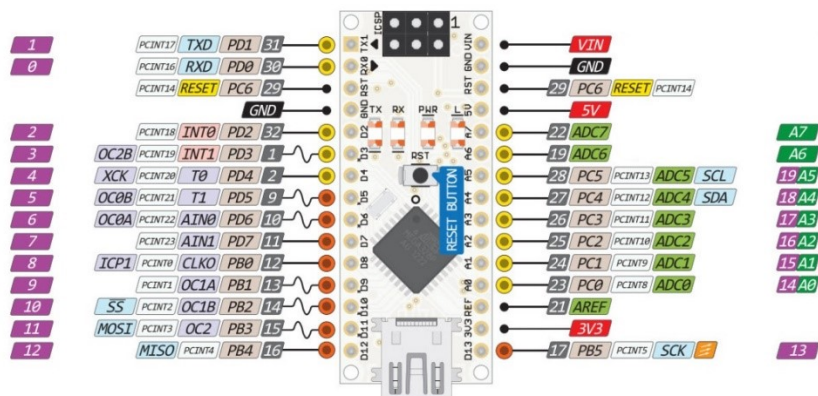 ICSP 1
1 PCINT17 TXD PD1 31 TX1 VIN VIN
0 PCINT16 RXD PD0 30 RX0 GND GND
PCINT14 RESET PC6 29 RST RST 29 PC6 RESET PCINT14
GND GND 5V 5V
TX RX PWR L
2 PCINT18 INT0 PD2 32 D2 A7 22 ADC7 A7
3 OC2B PCINT19 INT1 PD3 1 D3 A6 19 ADC6 A6
RST
4 XCK PCINT20 T0 PD4 2 D4 A5 28 PC5 PCINT13 ADC5 SCL 19 A5
5 OC0B PCINT21 T1 PD5 9 D5 A4 27 PC4 PCINT12 ADC4 SDA 18 A4
RESET BUTTON
6 OC0A PCINT22 AIN0 PD6 10 D6 A3 26 PC3 PCINT11 ADC3 17 A3
7 PCINT23 AIN1 PD7 11 D7 A2 25 PC2 PCINT10 ADC2 16 A2
8 ICP1 PCINT0 CLKO PB0 12 D8 A1 24 PC1 PCINT9 ADC1 15 A1
9 PCINT1 OC1A PB1 13 D9 A0 23 PC0 PCINT8 ADC0 14 A0
10 SS PCINT2 OC1B PB2 14 D10 REF 21 AREF
11 MOSI PCINT3 OC2 PB3 15 D11 3V3 3V3
12 MISO PCINT4 PB4 16 D12 D13 17 PB5 PCINT5 SCK 13